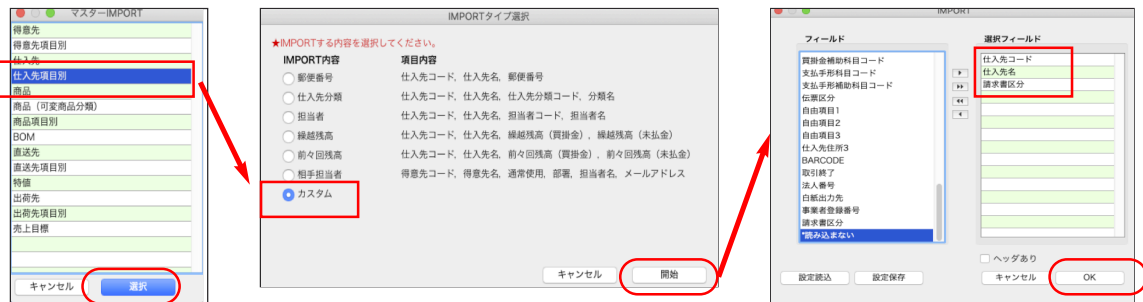 マスターIMPORT
得意先
得意先項目別
仕入先
仕入先項目別
商品
商品（可変商品分類）
商品項目別
BOM
直送先
直送先項目別
特価
出荷先
出荷先項目別
売上目標
キャンセル 選択
IMPORTタイプ選択
★IMPORTする内容を選択してください。
IMPORT内容 項目内容
郵便番号 仕入先コード, 仕入先名, 郵便番号
仕入先分類 仕入先コード, 仕入先名, 仕入先分類コード, 分類名
担当者 仕入先コード, 仕入先名, 担当者コード, 担当者名
繰越残高 仕入先コード, 仕入先名, 繰越残高（買掛金）, 繰越残高（未払金）
前々回残高 仕入先コード, 仕入先名, 前々回残高（買掛金）, 前々回残高（未払金）
相手担当者 得意先コード, 得意先名, 通常使用, 部署, 担当者名, メールアドレス
カスタム
キャンセル 開始
IMPORT
フィールド
買掛金補助科目コード
支払手形科目コード
支払手形補助科目コード
伝票区分
自由項目1
自由項目2
自由項目3
仕入先住所3
BARCODE
取引終了
法人番号
白紙出力先
事業者登録番号
請求書区分
*読み込まない
選択フィールド
仕入先コード
仕入先名
請求書区分
ヘッダあり
設定読込 設定保存 キャンセル OK